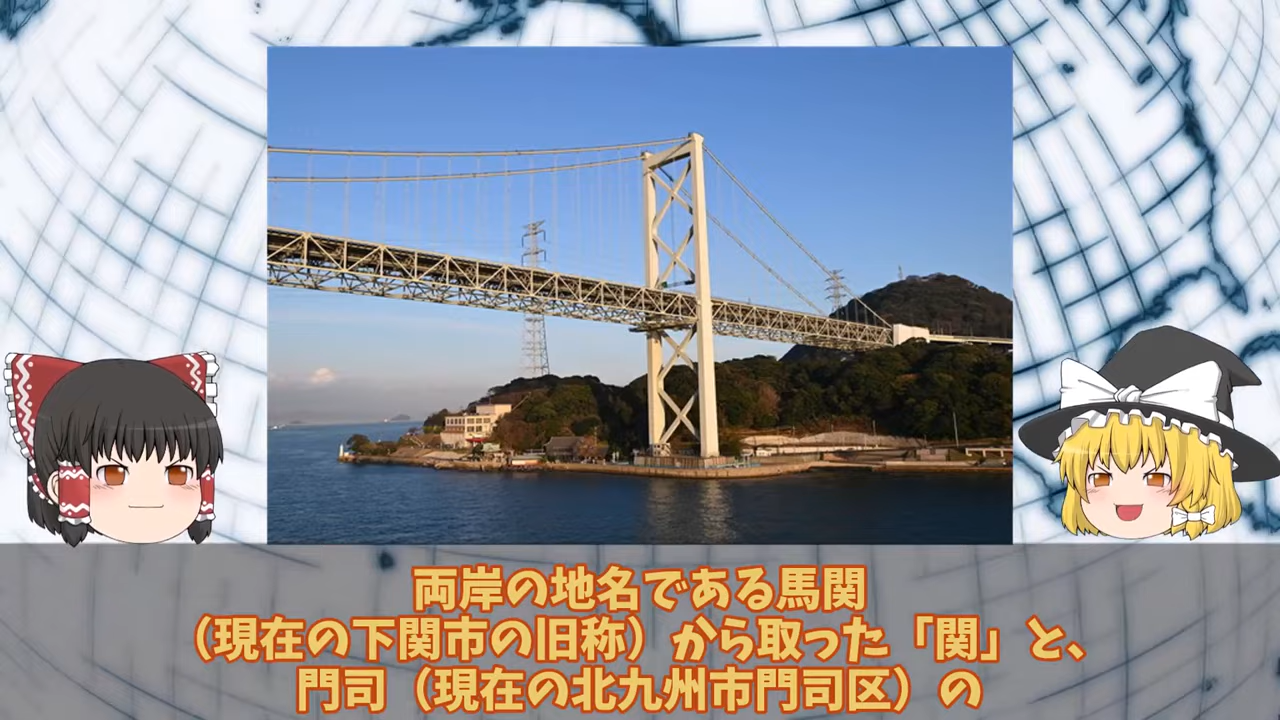 両岸の地名である馬関
（現在の下関市の旧称）から取った「関」と、
門司（現在の北九州市門司区）の